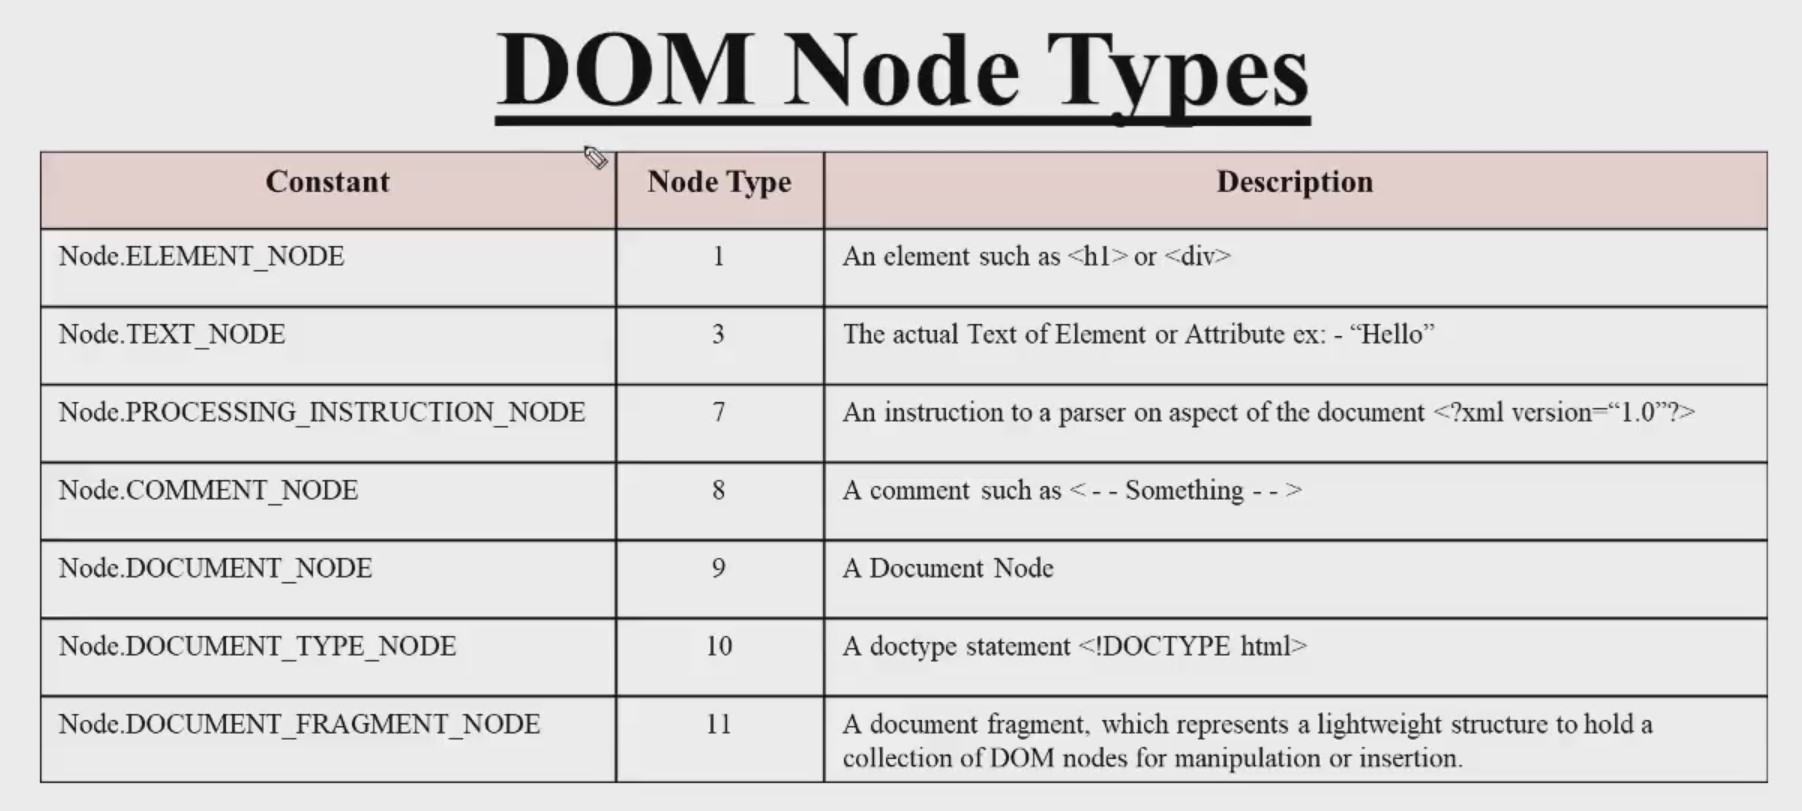 DOM Node Types
Constant Node Type Description
Node.ELEMENT_NODE 1 An element such as <h1> or <div>
Node.TEXT_NODE 3 The actual Text of Element or Attribute ex: - “Hello”
Node.PROCESSING_INSTRUCTION_NODE 7 An instruction to a parser on aspect of the document <?xml version=“1.0”?>
Node.COMMENT_NODE 8 A comment such as < - - Something - - >
Node.DOCUMENT_NODE 9 A Document Node
Node.DOCUMENT_TYPE_NODE 10 A doctype statement <!DOCTYPE html>
Node.DOCUMENT_FRAGMENT_NODE 11 A document fragment, which represents a lightweight structure to hold a
collection of DOM nodes for manipulation or insertion.